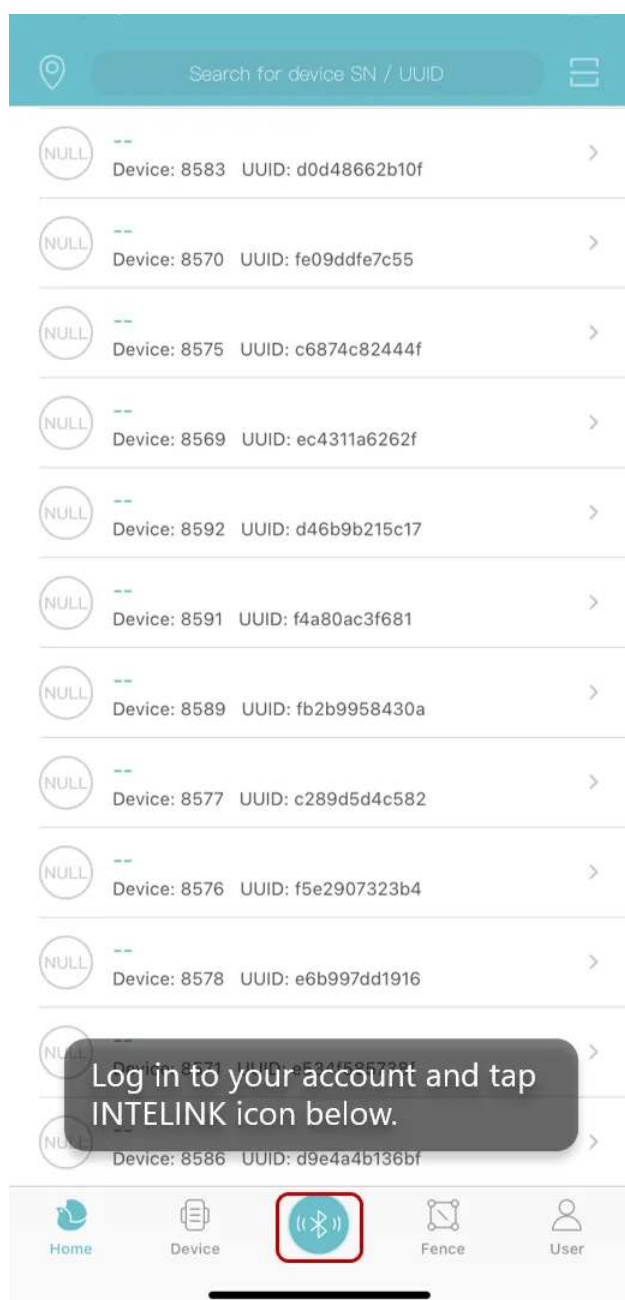 Search for device SN / UUID
NULL
--
Device: 8583 UUID: d0d48662b10f
NULL
--
Device: 8570 UUID: fe09ddfe7c55
NULL
--
Device: 8575 UUID: c6874c82444f
NULL
--
Device: 8569 UUID: ec4311a6262f
NULL
--
Device: 8592 UUID: d46b9b215c17
NULL
--
Device: 8591 UUID: f4a80ac3f681
NULL
--
Device: 8589 UUID: fb2b9958430a
NULL
--
Device: 8577 UUID: c289d5d4c582
NULL
--
Device: 8576 UUID: f5e2907323b4
NULL
--
Device: 8578 UUID: e6b997dd1916
--
Device: 8571 UUID:
Log in to your account and tap
INTELINK icon below.
Device: 8586 UUID: d9e4a4b136bf
Home Device Fence User